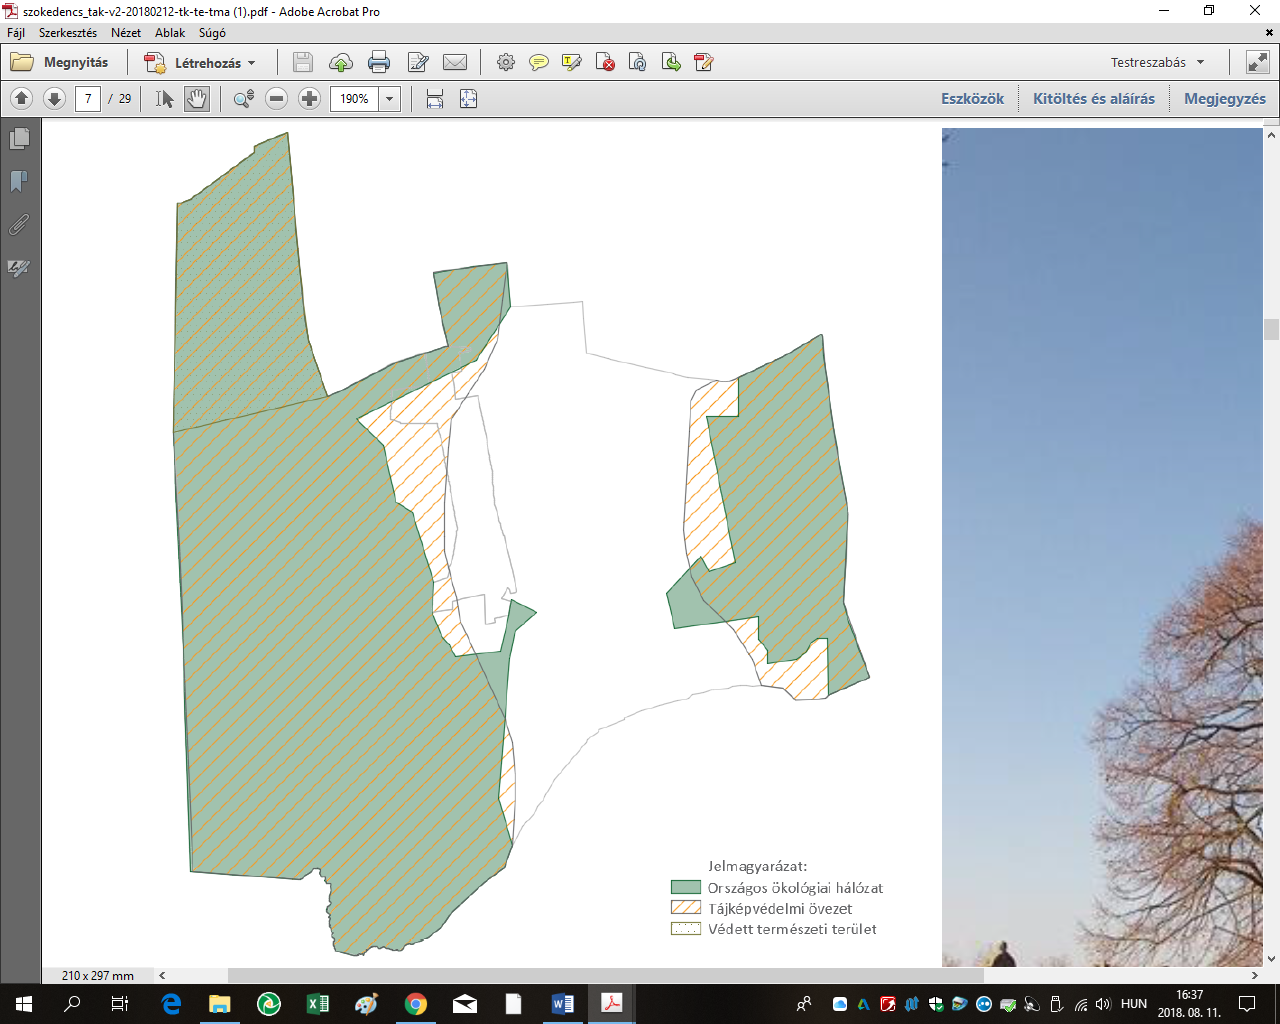 szokedencs_tak-v2-20180212-tk-te-tma (1).pdf - Adobe Acrobat Pro
Fájl Szerkesztés Nézet Ablak Súgó
Megnyitás Létrehozás Testreszabás
7 / 29 190% Eszközök Kitöltés és aláírás Megjegyzés
Jelmagyarázat:
Országos ökológiai hálózat
Tájképvédelmi övezet
Védett természeti terület
210 x 297 mm
HUN 16:37
2018. 08. 11.